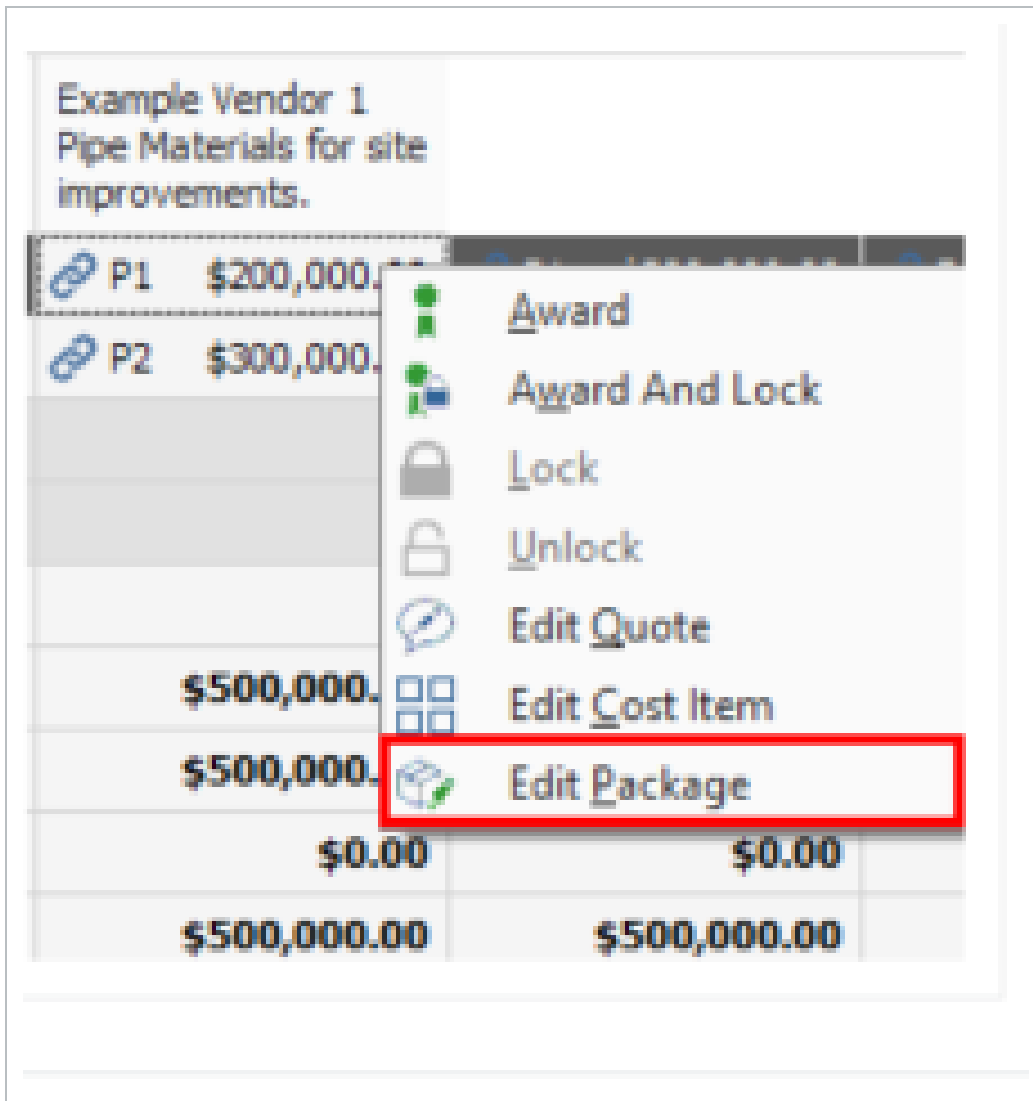 Example Vendor 1
Pipe Materials for site
improvements.
P1 $200,000.
P2 $300,000.
Award
Award And Lock
Lock
Unlock
Edit Quote
Edit Cost Item
Edit Package
$500,000.
$500,000.
$0.00 $0.00
$500,000.00 $500,000.00